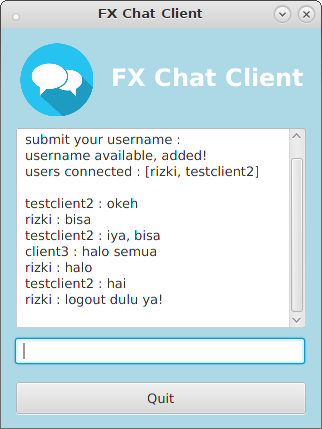 FX Chat Client
FX Chat Client
submit your username :
username available, added!
users connected : [rizki, testclient2]
testclient2 : okeh
rizki : bisa
testclient2 : iya, bisa
client3 : halo semua
rizki : halo
testclient2 : hai
rizki : logout dulu ya!
Quit